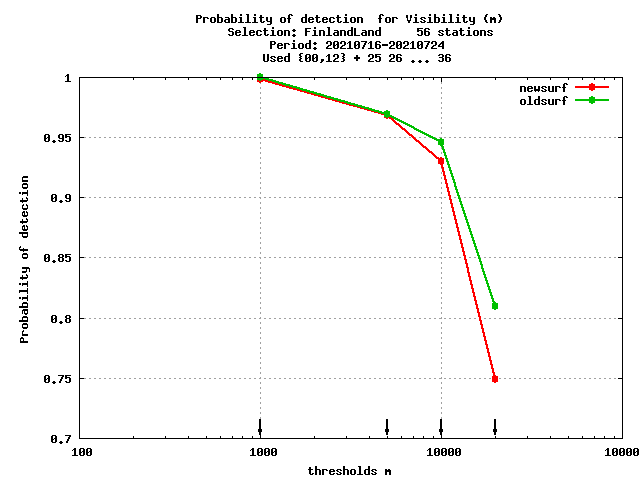 Probability of detection  for Visibility (m)
Selection: FinlandLand     56 stations
Period: 20210716-20210724
Used {00,12} + 25 26 ... 36
newsurf
oldsurf
1
0.95
0.9
0.85
0.8
0.75
0.7
Probability of detection
100 1000 10000 10000
thresholds m